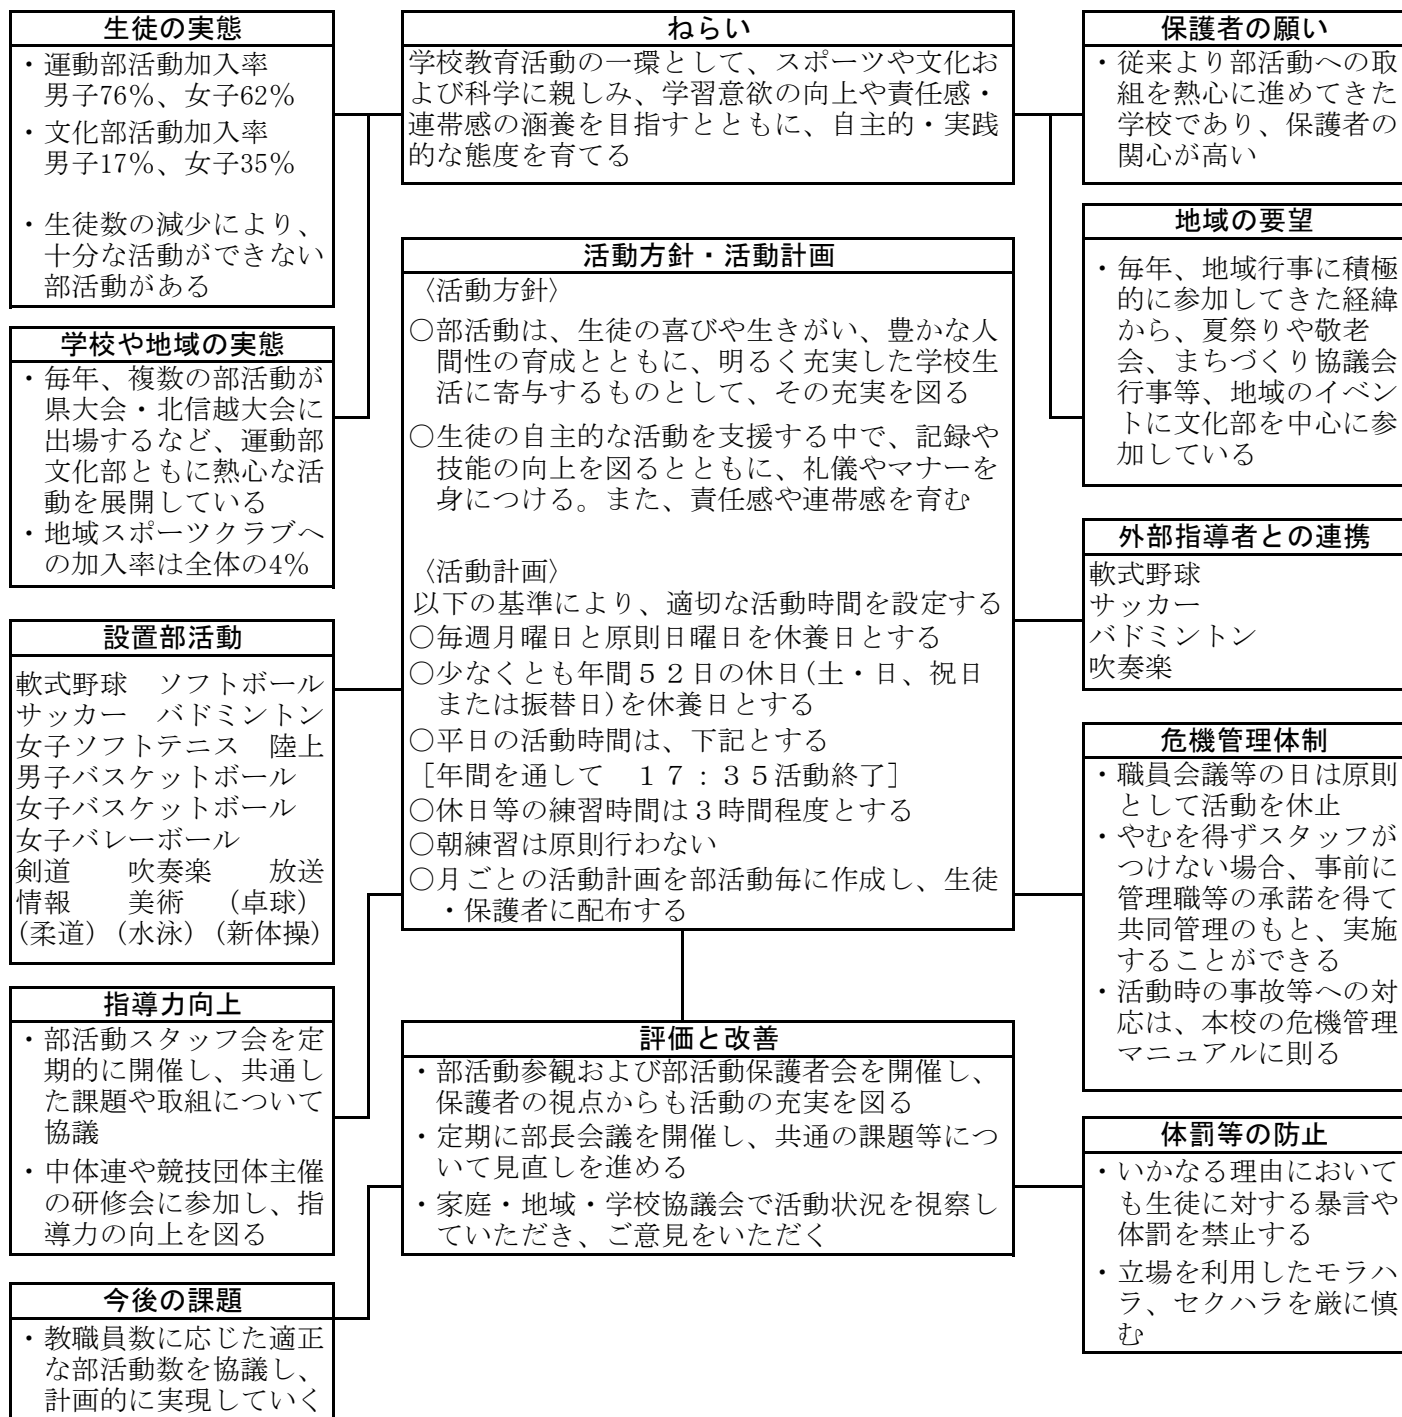 生徒の実態
・運動部活動加入率
男子76%、女子62%
・文化部活動加入率
男子17%、女子35%
・生徒数の減少により、
十分な活動ができない
部活動がある
学校や地域の実態
・毎年、複数の部活動が
県大会・北信越大会に
出場するなど、運動部
文化部ともに熱心な活
動を展開している
・地域スポーツクラブへ
の加入率は全体の4%
設置部活動
軟式野球　ソフトボール
サッカー　バドミントン
女子ソフトテニス　陸上
男子バスケットボール
女子バスケットボール
女子バレーボール
剣道　　吹奏楽　　放送
情報　　美術　（卓球）
（柔道）（水泳）（新体操）
指導力向上
・部活動スタッフ会を定
期的に開催し、共通し
た課題や取組について
協議
・中体連や競技団体主催
の研修会に参加し、指
導力の向上を図る
今後の課題
・教職員数に応じた適正
な部活動数を協議し、
計画的に実現していく
ねらい
学校教育活動の一環として、スポーツや文化お
よび科学に親しみ、学習意欲の向上や責任感・
連帯感の涵養を目指すとともに、自主的・実践
的な態度を育てる
活動方針・活動計画
〈活動方針〉
○部活動は、生徒の喜びや生きがい、豊かな人
間性の育成とともに、明るく充実した学校生
活に寄与するものとして、その充実を図る
○生徒の自主的な活動を支援する中で、記録や
技能の向上を図るとともに、礼儀やマナーを
身につける。また、責任感や連帯感を育む
〈活動計画〉
以下の基準により、適切な活動時間を設定する
○毎週月曜日と原則日曜日を休養日とする
○少なくとも年間５２日の休日(土・日、祝日
または振替日)を休養日とする
○平日の活動時間は、下記とする
［年間を通して　１７：３５活動終了］
○休日等の練習時間は３時間程度とする
○朝練習は原則行わない
○月ごとの活動計画を部活動毎に作成し、生徒
・保護者に配布する
評価と改善
・部活動参観および部活動保護者会を開催し、
保護者の視点からも活動の充実を図る
・定期に部長会議を開催し、共通の課題等につ
いて見直しを進める
・家庭・地域・学校協議会で活動状況を視察し
ていただき、ご意見をいただく
保護者の願い
・従来より部活動への取
組を熱心に進めてきた
学校であり、保護者の
関心が高い
地域の要望
・毎年、地域行事に積極
的に参加してきた経緯
から、夏祭りや敬老
会、まちづくり協議会
行事等、地域のイベン
トに文化部を中心に参
加している
外部指導者との連携
軟式野球
サッカー
バドミントン
吹奏楽
危機管理体制
・職員会議等の日は原則
として活動を休止
・やむを得ずスタッフが
つけない場合、事前に
管理職等の承諾を得て
共同管理のもと、実施
することができる
・活動時の事故等への対
応は、本校の危機管理
マニュアルに則る
体罰等の防止
・いかなる理由において
も生徒に対する暴言や
体罰を禁止する
・立場を利用したモラハ
ラ、セクハラを厳に慎
む